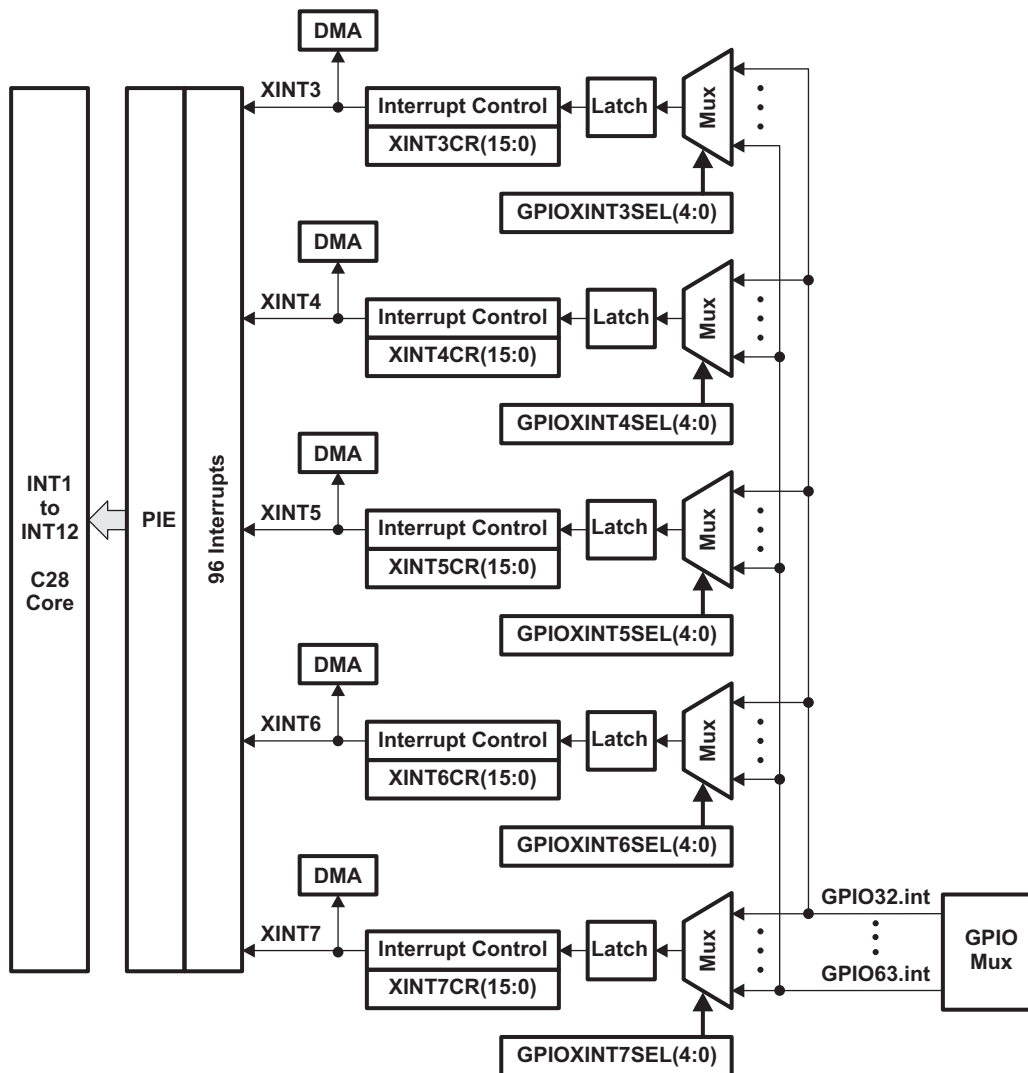 DMA
XINT3
Interrupt Control
XINT3CR(15:0)
Latch
Mux
GPIOXINT3SEL(4:0)
DMA
XINT4
Interrupt Control
XINT4CR(15:0)
Latch
Mux
GPIOXINT4SEL(4:0)
INT1
to
INT12
C28
Core
PIE
96 Interrupts
DMA
XINT5
Interrupt Control
XINT5CR(15:0)
Latch
Mux
GPIOXINT5SEL(4:0)
DMA
XINT6
Interrupt Control
XINT6CR(15:0)
Latch
Mux
GPIOXINT6SEL(4:0)
DMA
XINT7
Interrupt Control
XINT7CR(15:0)
Latch
Mux
GPIOXINT7SEL(4:0)
GPIO32.int
GPIO63.int
GPIO
Mux